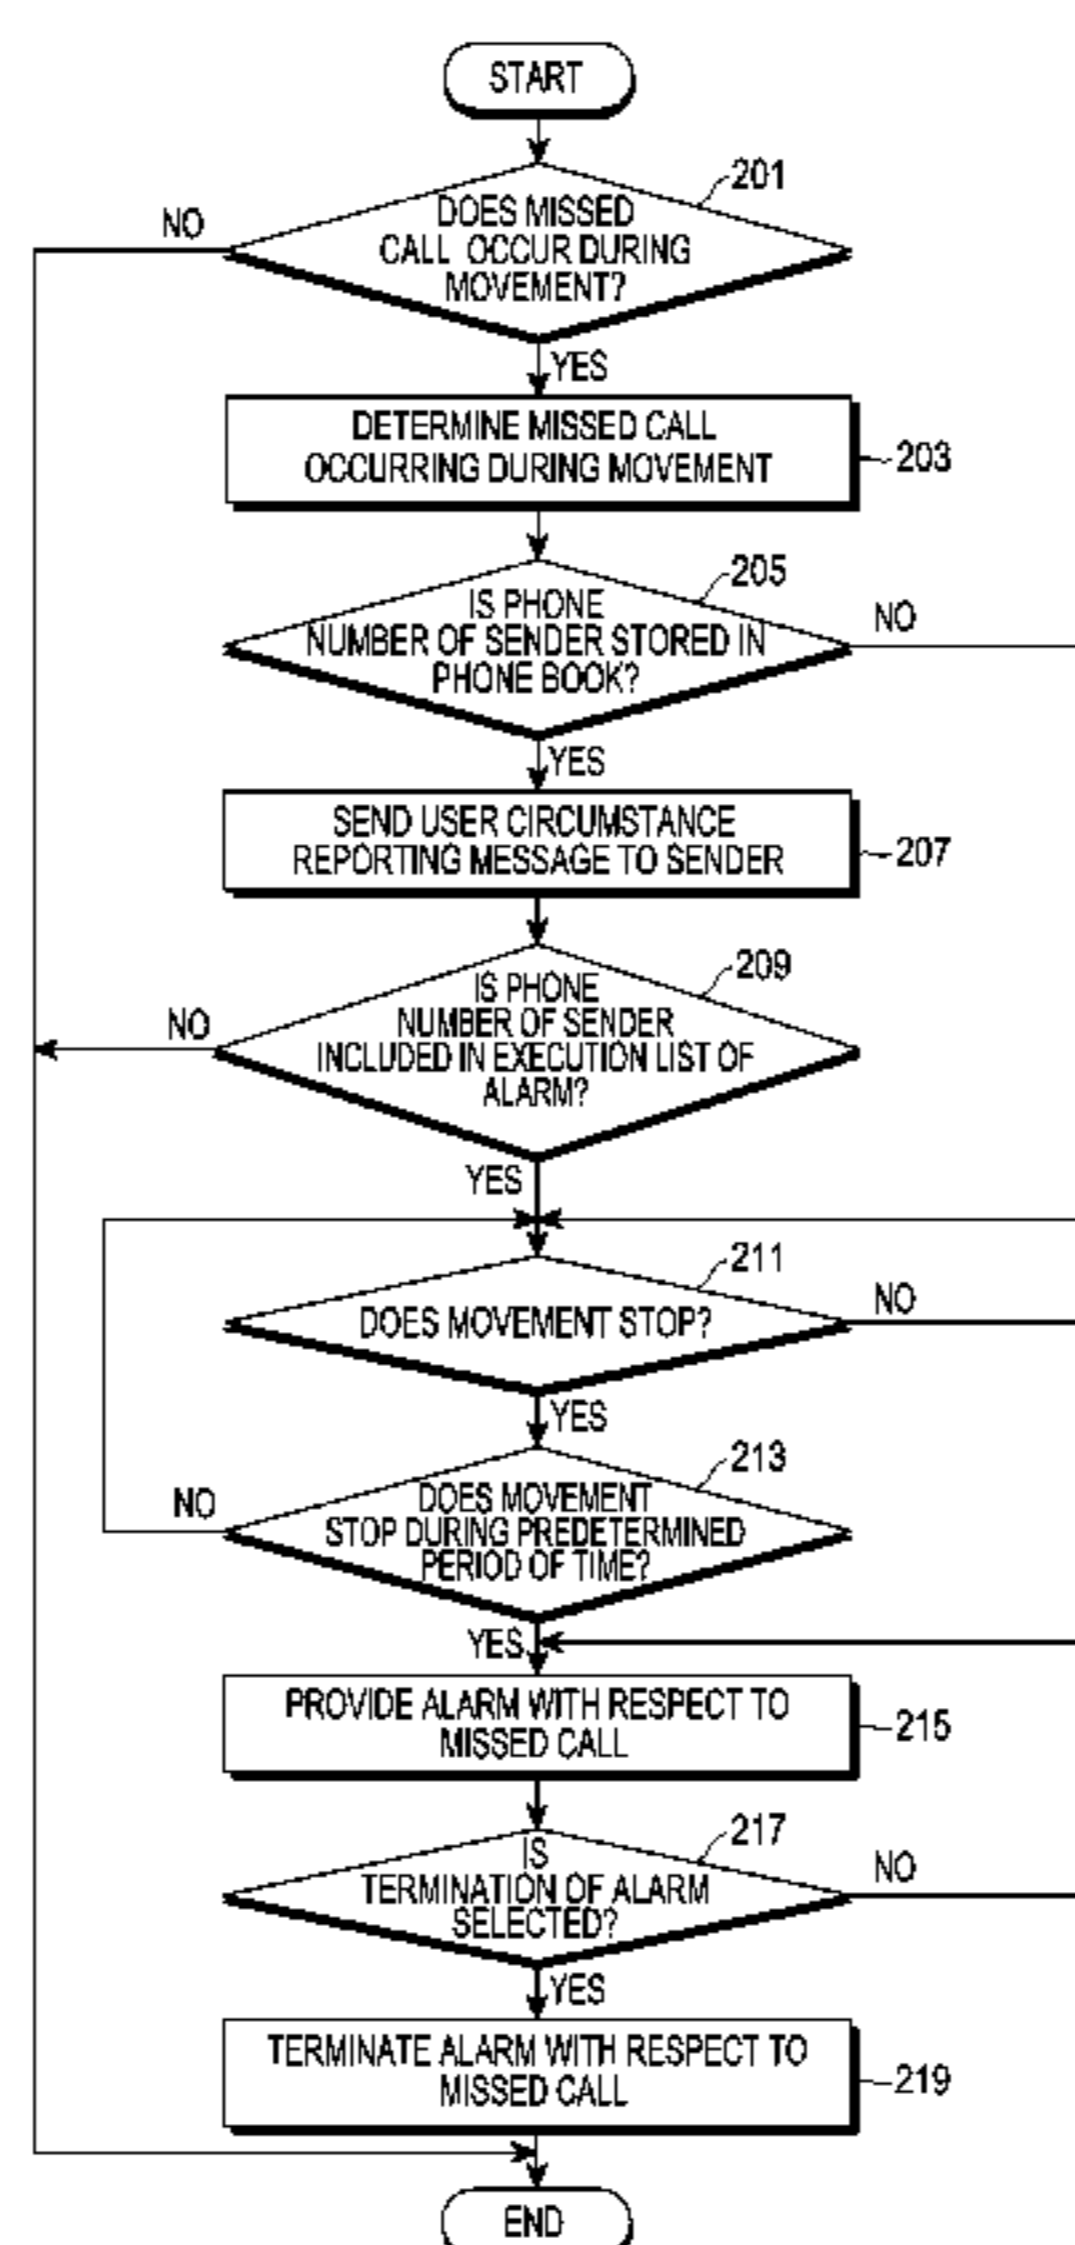 START
201
DOES MISSED
CALL OCCUR DURING
MOVEMENT?
NO
YES
DETERMINE MISSED CALL
OCCURRING DURING MOVEMENT
203
205
IS PHONE
NUMBER OF SENDER STORED IN
PHONE BOOK?
NO
YES
SEND USER CIRCUMSTANCE
REPORTING MESSAGE TO SENDER
207
209
IS PHONE
NUMBER OF SENDER
INCLUDED IN EXECUTION LIST OF
ALARM?
NO
YES
211
DOES MOVEMENT STOP?
NO
YES
213
DOES MOVEMENT
STOP DURING PREDETERMINED
PERIOD OF TIME?
NO
YES
PROVIDE ALARM WITH RESPECT TO
MISSED CALL
215
217
IS
TERMINATION OF ALARM
SELECTED?
NO
YES
TERMINATE ALARM WITH RESPECT TO
MISSED CALL
219
END